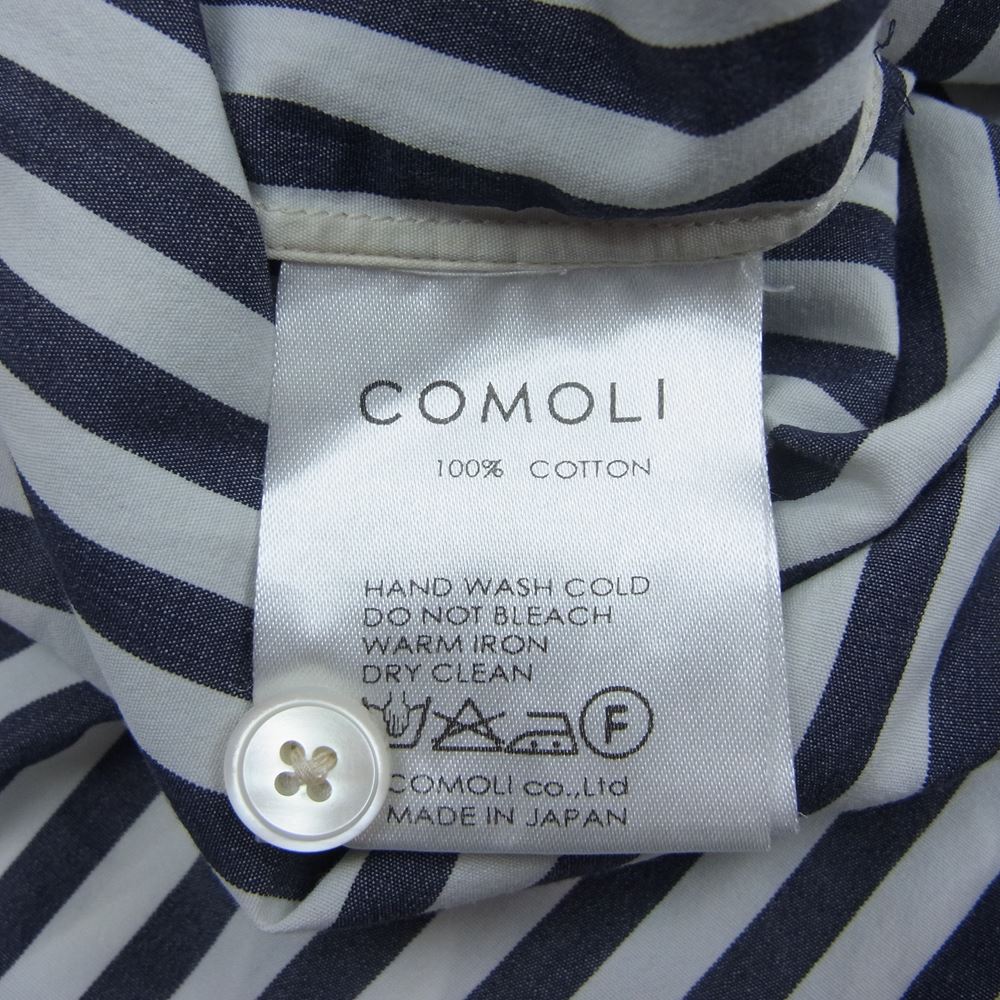 COMOLI
100% COTTON
HAND WASH COLD
DO NOT BLEACH
WARM IRON
DRY CLEAN
F
COMOLI co.,Ltd
MADE IN JAPAN